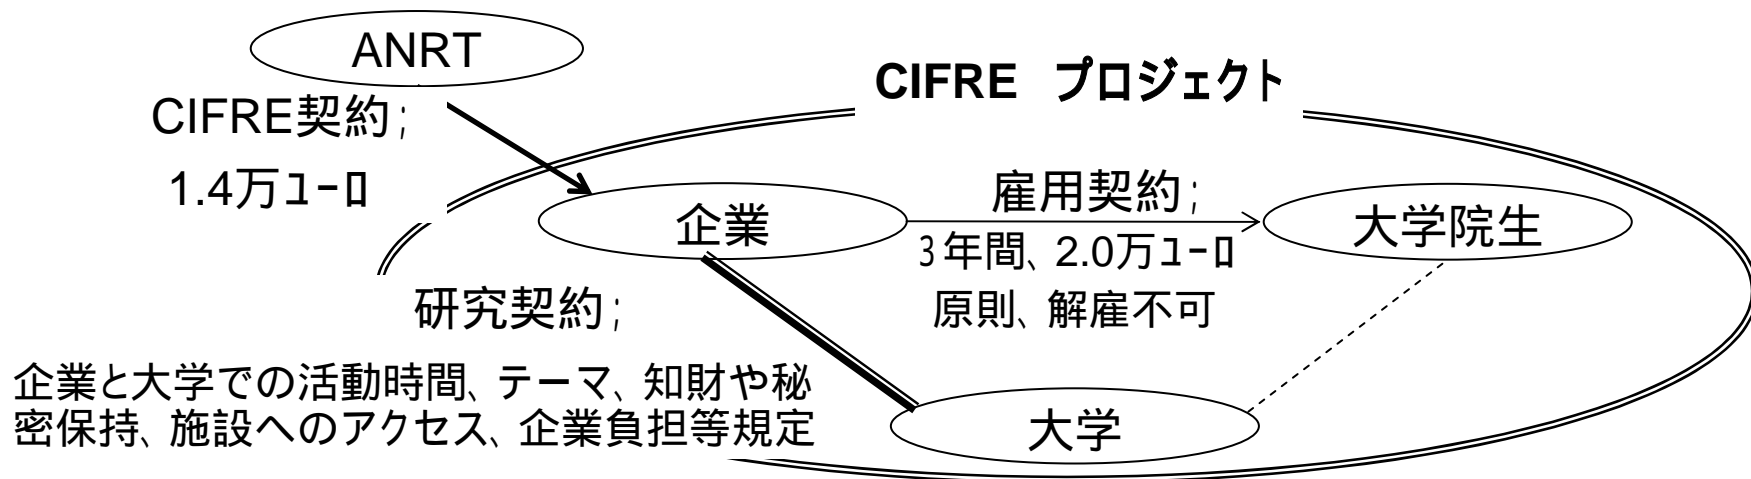 ANRT
CIFRE プロジェクト
CIFRE契約;
1.4万ユーロ
企業
雇用契約;
3年間、2.0万ユーロ
原則、解雇不可
大学院生
研究契約;
企業と大学での活動時間、テーマ、知財や秘
密保持、施設へのアクセス、企業負担等規定
大学